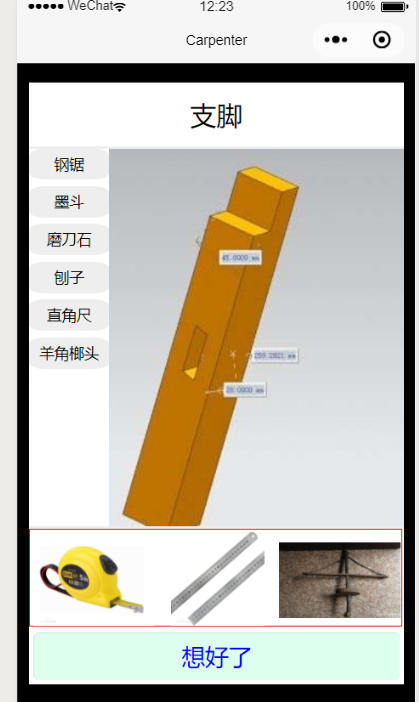 WeChat 12:23 100%
Carpenter
支脚
钢锯
墨斗
磨刀石
刨子
直角尺
羊角榔头
想好了